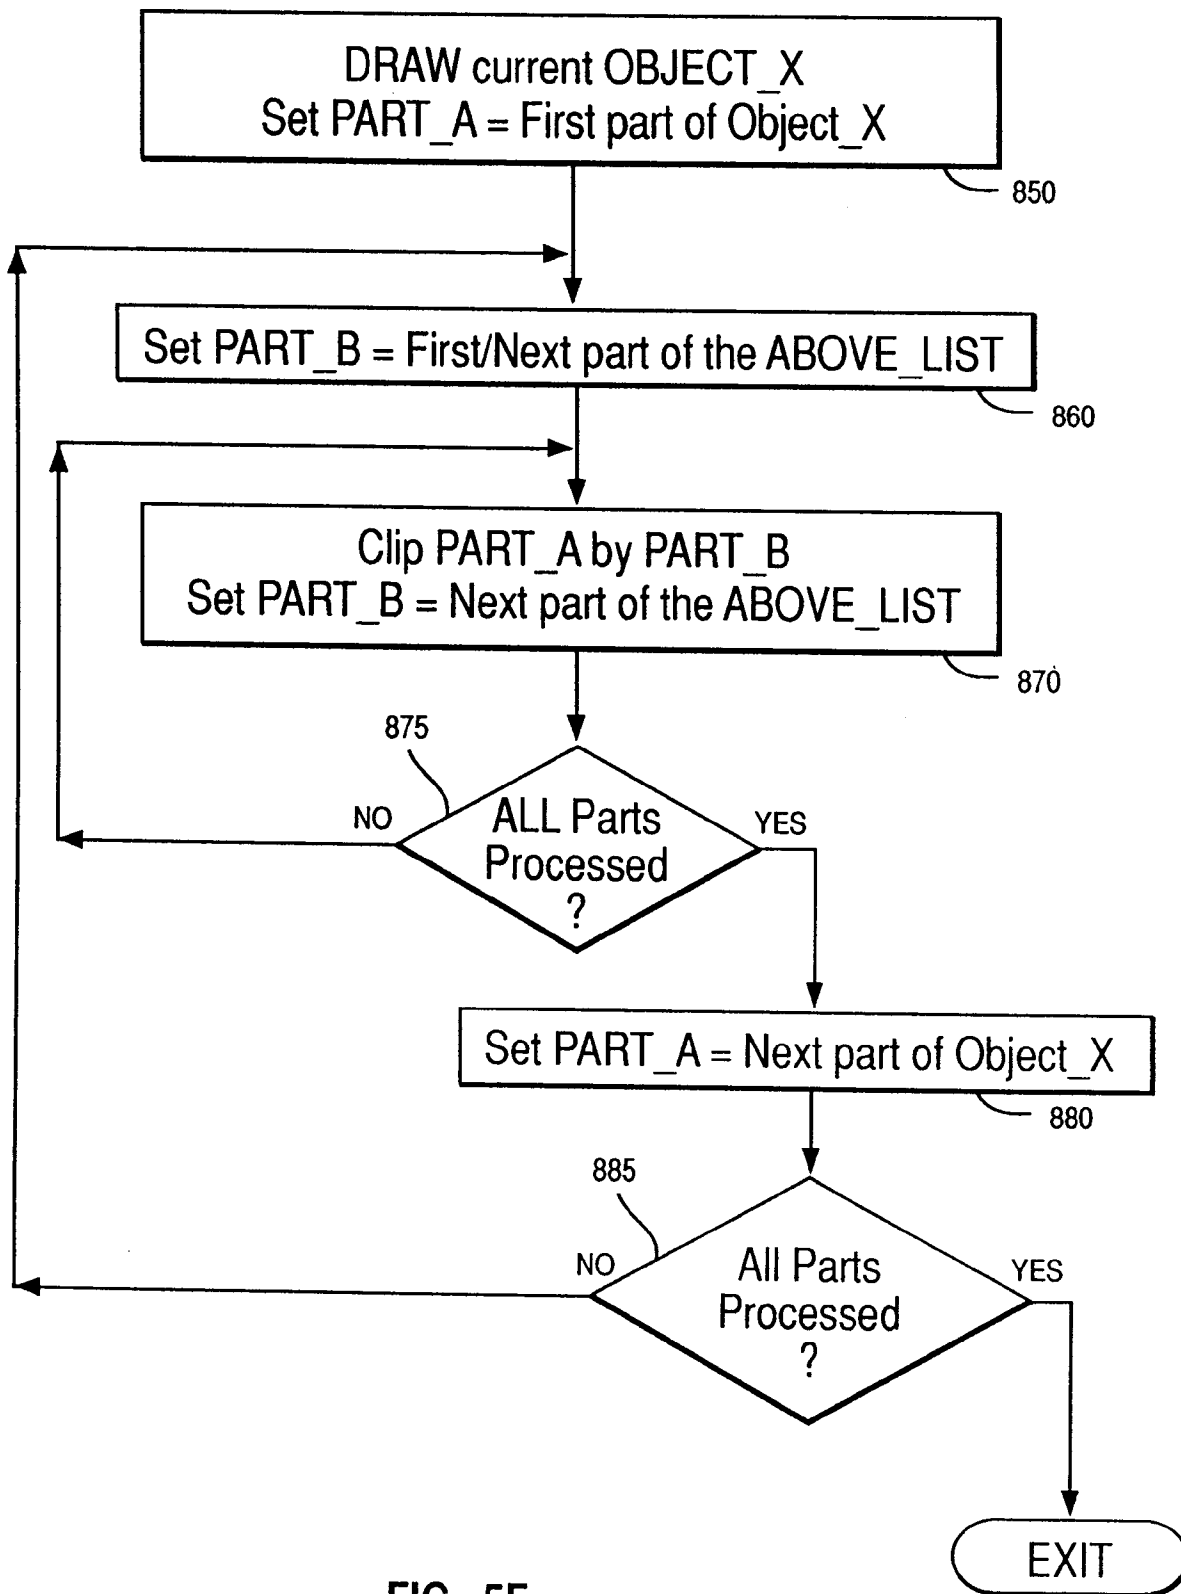 DRAW current OBJECT_X
Set PART_A = First part of Object_X
850
Set PART_B = First/Next part of the ABOVE_LIST
860
Clip PART_A by PART_B
Set PART_B = Next part of the ABOVE_LIST
870
875
NO
ALL Parts
Processed
?
YES
Set PART_A = Next part of Object_X
880
885
NO
All Parts
Processed
?
YES
EXIT